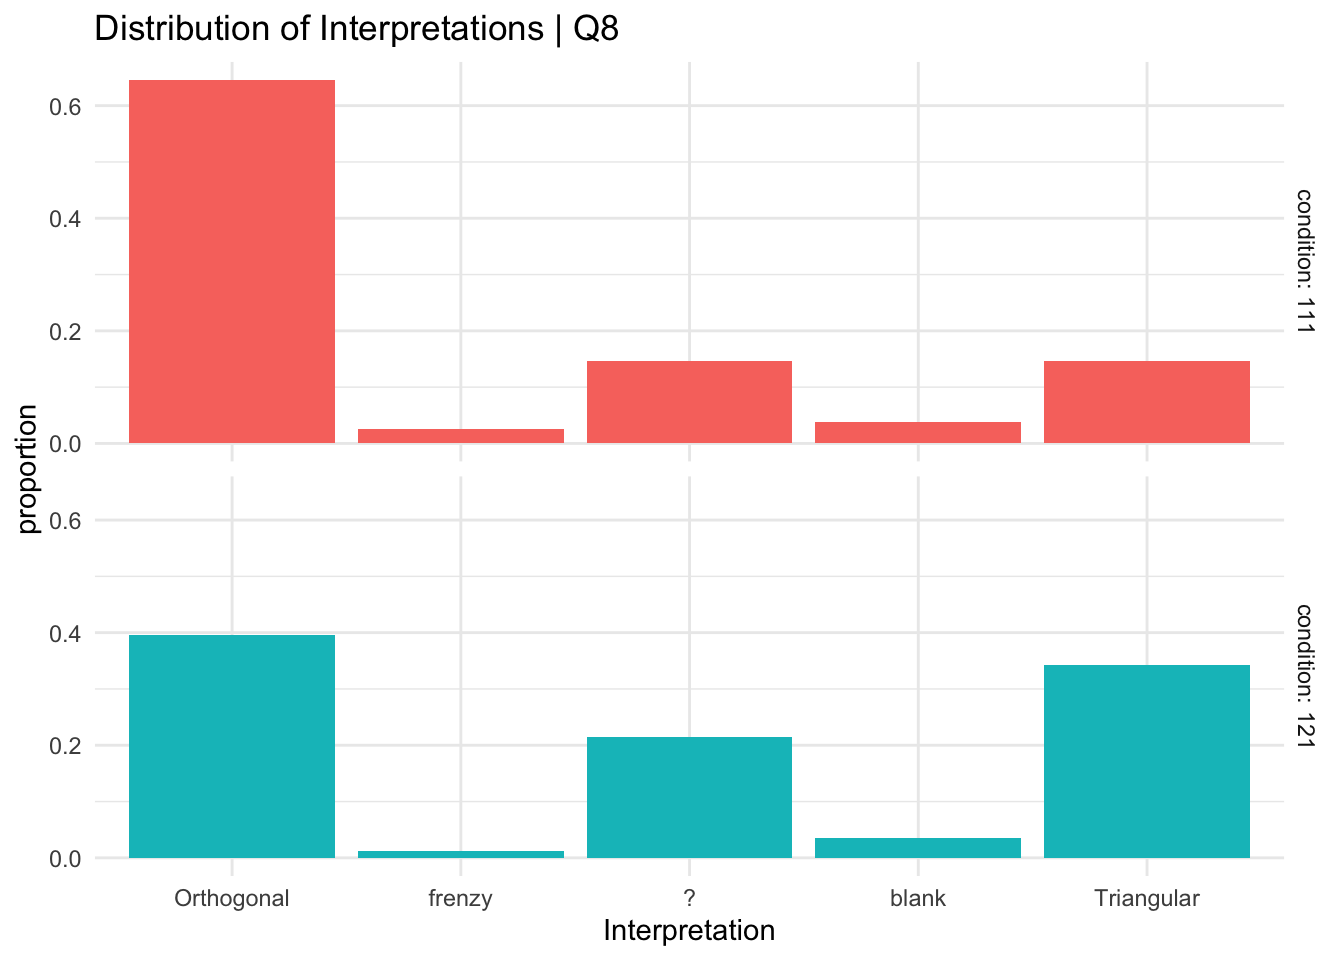 Distribution of Interpretations | Q8
0.6
0.4
0.2
0.0
condition: 111
proportion
0.6
0.4
0.2
0.0
condition: 121
Orthogonal frenzy ? blank Triangular
Interpretation